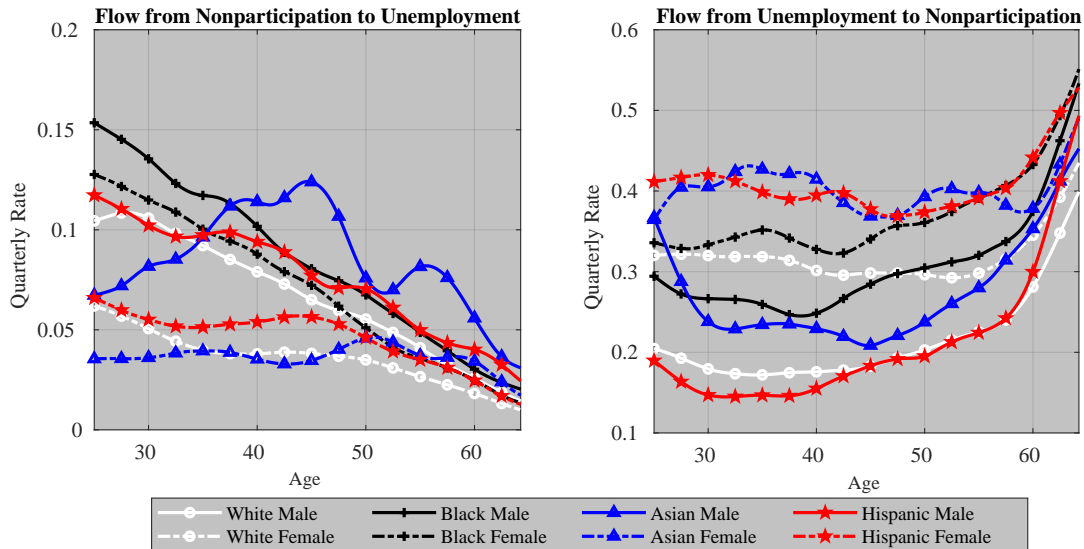 Flow from Nonparticipation to Unemployment
0.2
0.15
0.1
0.05
0
Quarterly Rate
30
40
50
60
Age
Flow from Unemployment to Nonparticipation
0.6
0.5
0.4
0.3
0.2
0.1
Quarterly Rate
30
40
50
60
Age
White Male
Black Male
Asian Male
Hispanic Male
White Female
Black Female
Asian Female
Hispanic Female